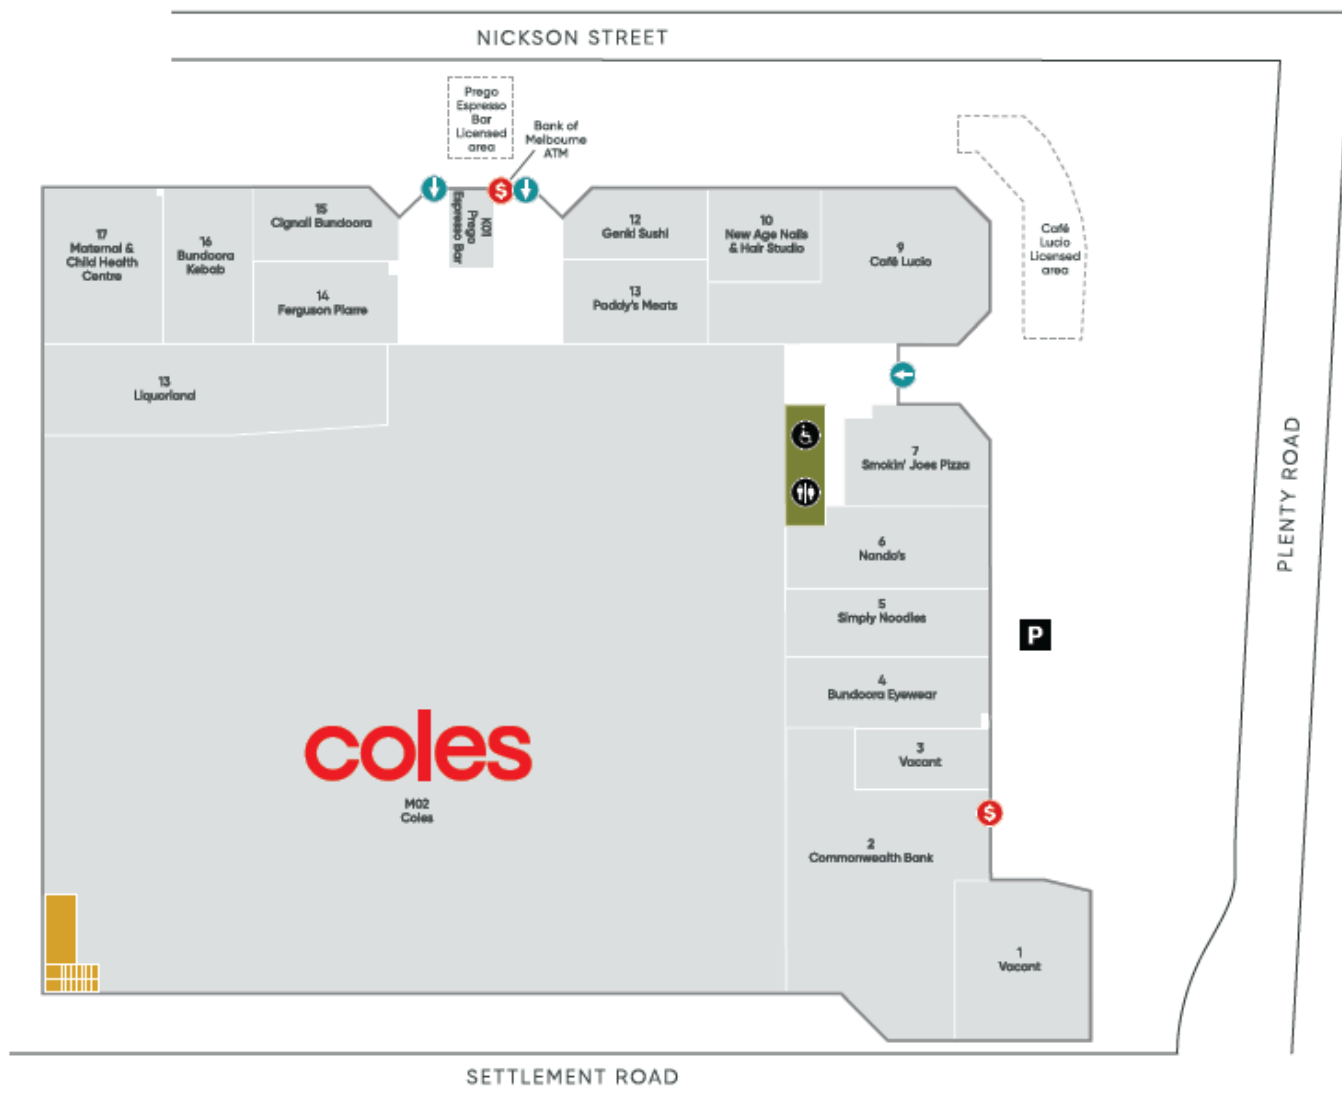 NICKSON STREET
Prego
Espresso
Bar
Licensed
area
Bank of
Melbourne
ATM
$
K01
Prego
Espresso Bar
17
Maternal &
Child Health
Centre
16
Bundoora
Kebab
15
Cignall Bundoora
14
Ferguson Plarre
12
Genki Sushi
13
Paddy's Meats
10
New Age Nails
& Hair Studio
9
Café Lucio
Café
Lucio
Licensed
area
13
Liquorland
7
Smokin' Joes Pizza
6
Nando's
5
Simply Noodles
P
4
Bundoora Eyewear
3
Vacant
$
2
Commonwealth Bank
1
Vacant
coles
M02
Coles
PLENTY ROAD
SETTLEMENT ROAD